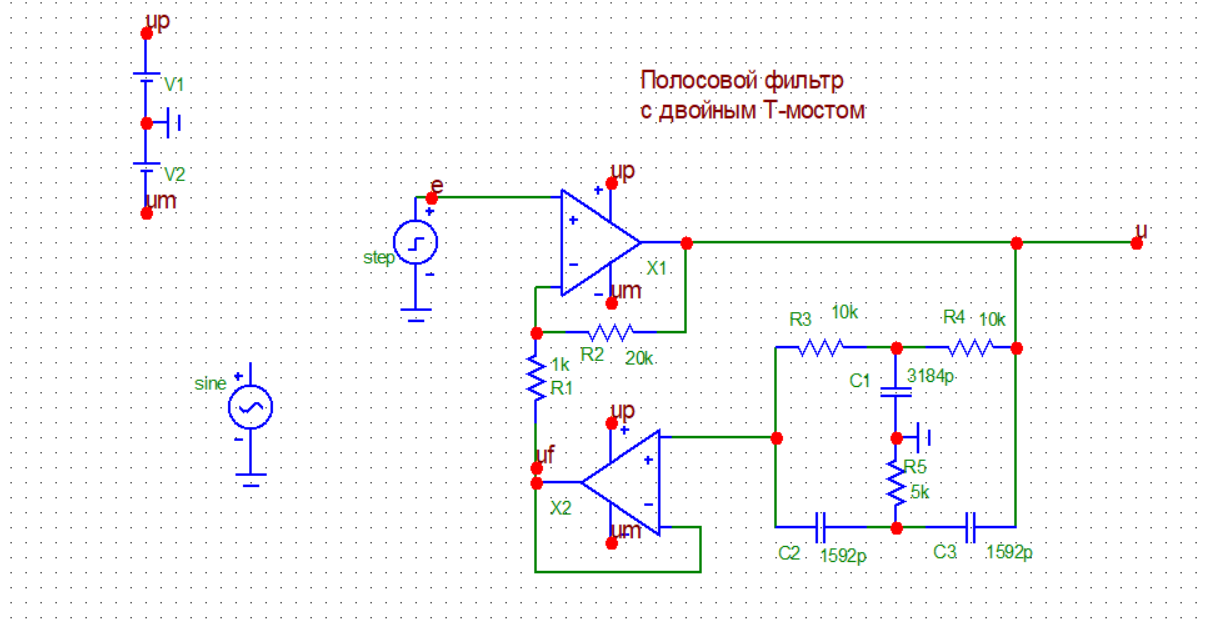 up
V1
V2
um
Полосовой фильтр
с двойным Т-мостом
e
+
-
step
up
+
+
-
X1
um
-
u
R2
20k
1k
R1
sine
+
-
R3
10k
R4
10k
C1
3184p
up
+
+
-
uf
X2
um
-
R5
5k
C2
1592p
C3
1592p